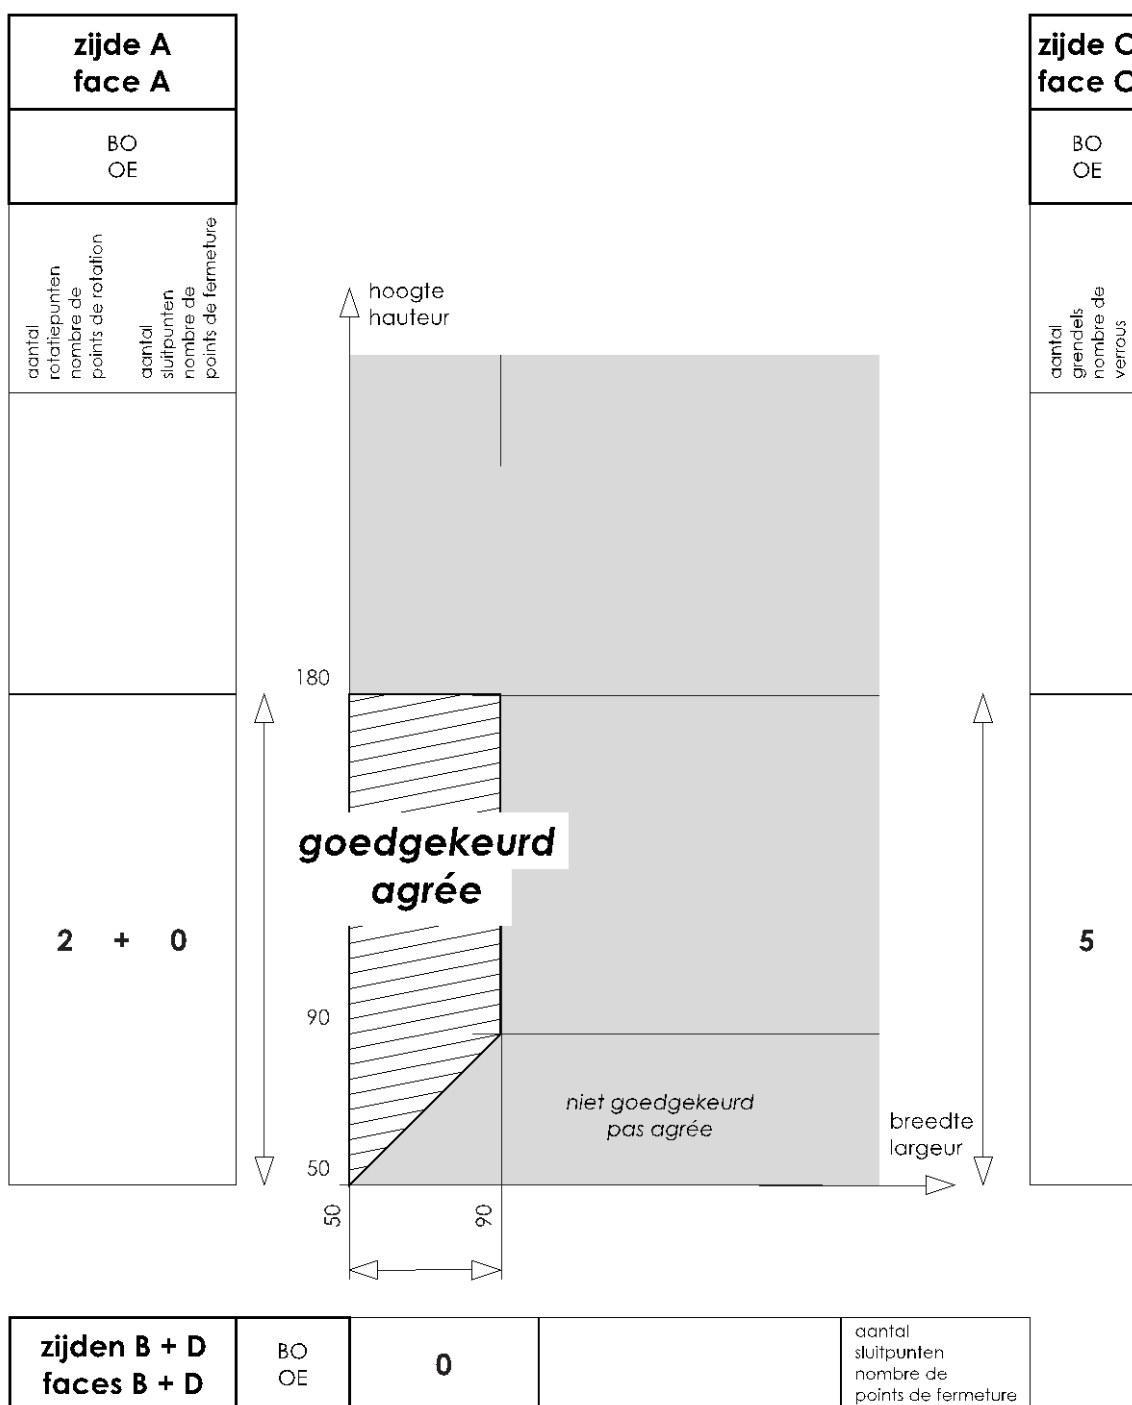 zijde A
face A
BO
OE
aantal
rotatiepunten
nombre de
points de rotation
aantal
sluitpunten
nombre de
points de fermeture
2 + 0
hoogte
hauteur
180
90
50
goedgekeurd
agrée
niet goedgekeurd
pas agrée
breedte
largeur
50
90
zijde C
face C
BO
OE
aantal
grendels
nombre de
verrous
5
zijden B + D
faces B + D
BO
OE
0
aantal
sluitpunten
nombre de
points de fermeture